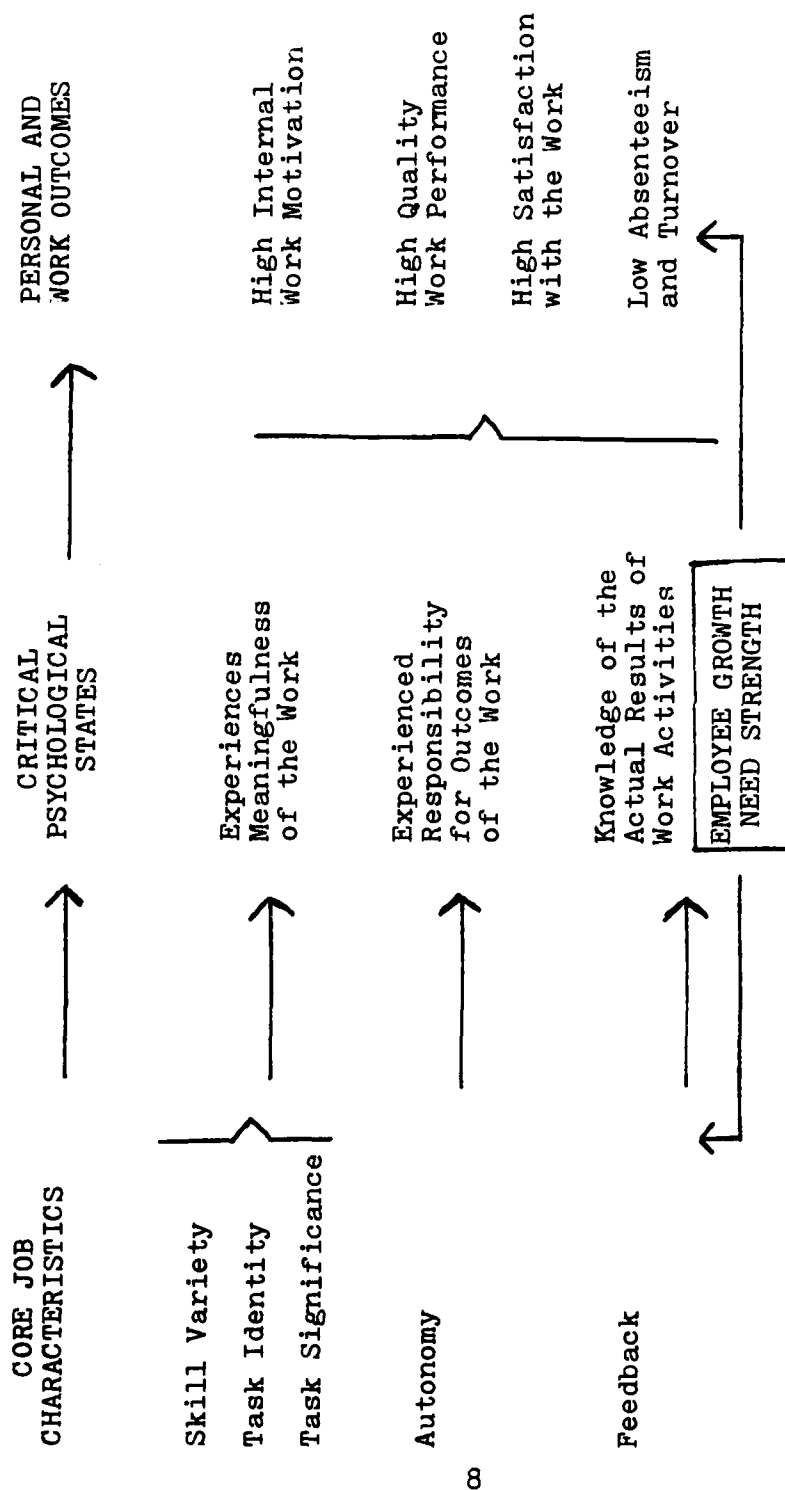 CORE JOB
CHARACTERISTICS
CRITICAL
PSYCHOLOGICAL
STATES
PERSONAL AND
WORK OUTCOMES
Skill Variety
Task Identity
Task Significance
Experiences
Meaningfulness
of the Work
High Internal
Work Motivation
Autonomy
Experienced
Responsibility
for Outcomes
of the Work
High Quality
Work Performance
High Satisfaction
with the Work
Feedback
Knowledge of the
Actual Results of
Work Activities
Low Absenteeism
and Turnover
EMPLOYEE GROWTH
NEED STRENGTH
8